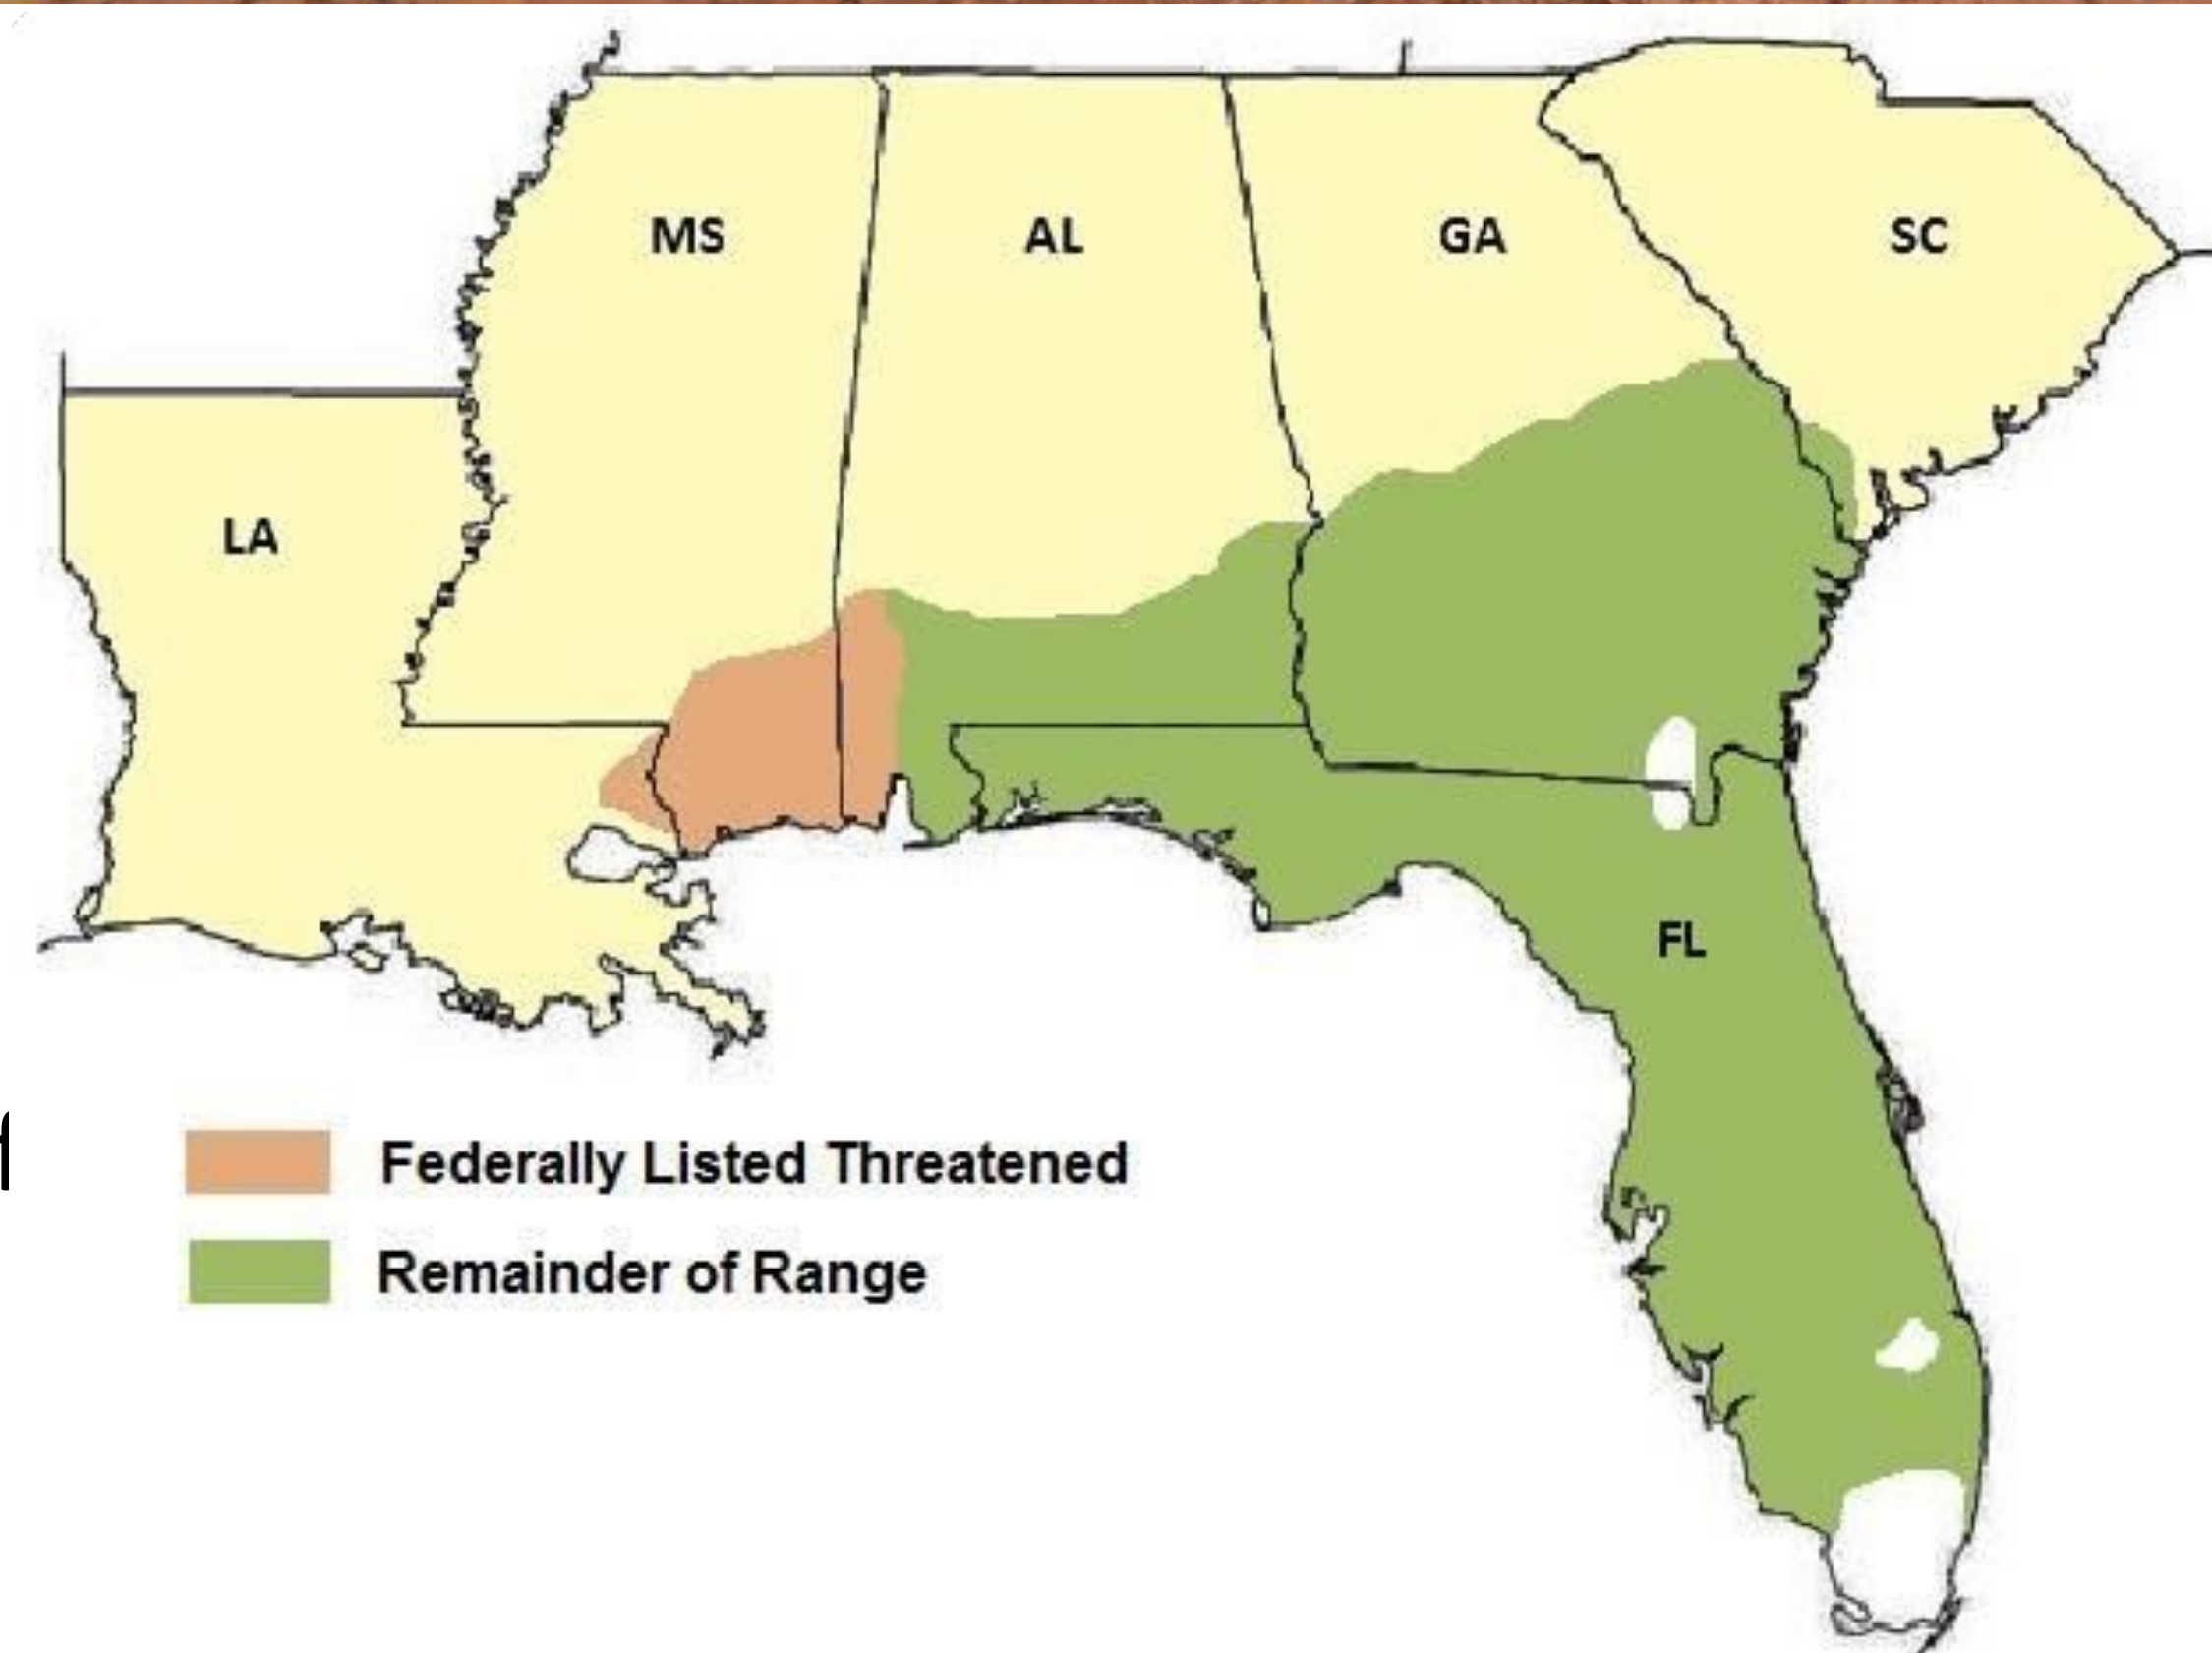 MS
AL
GA
SC
LA
FL
Federally Listed Threatened
Remainder of Range